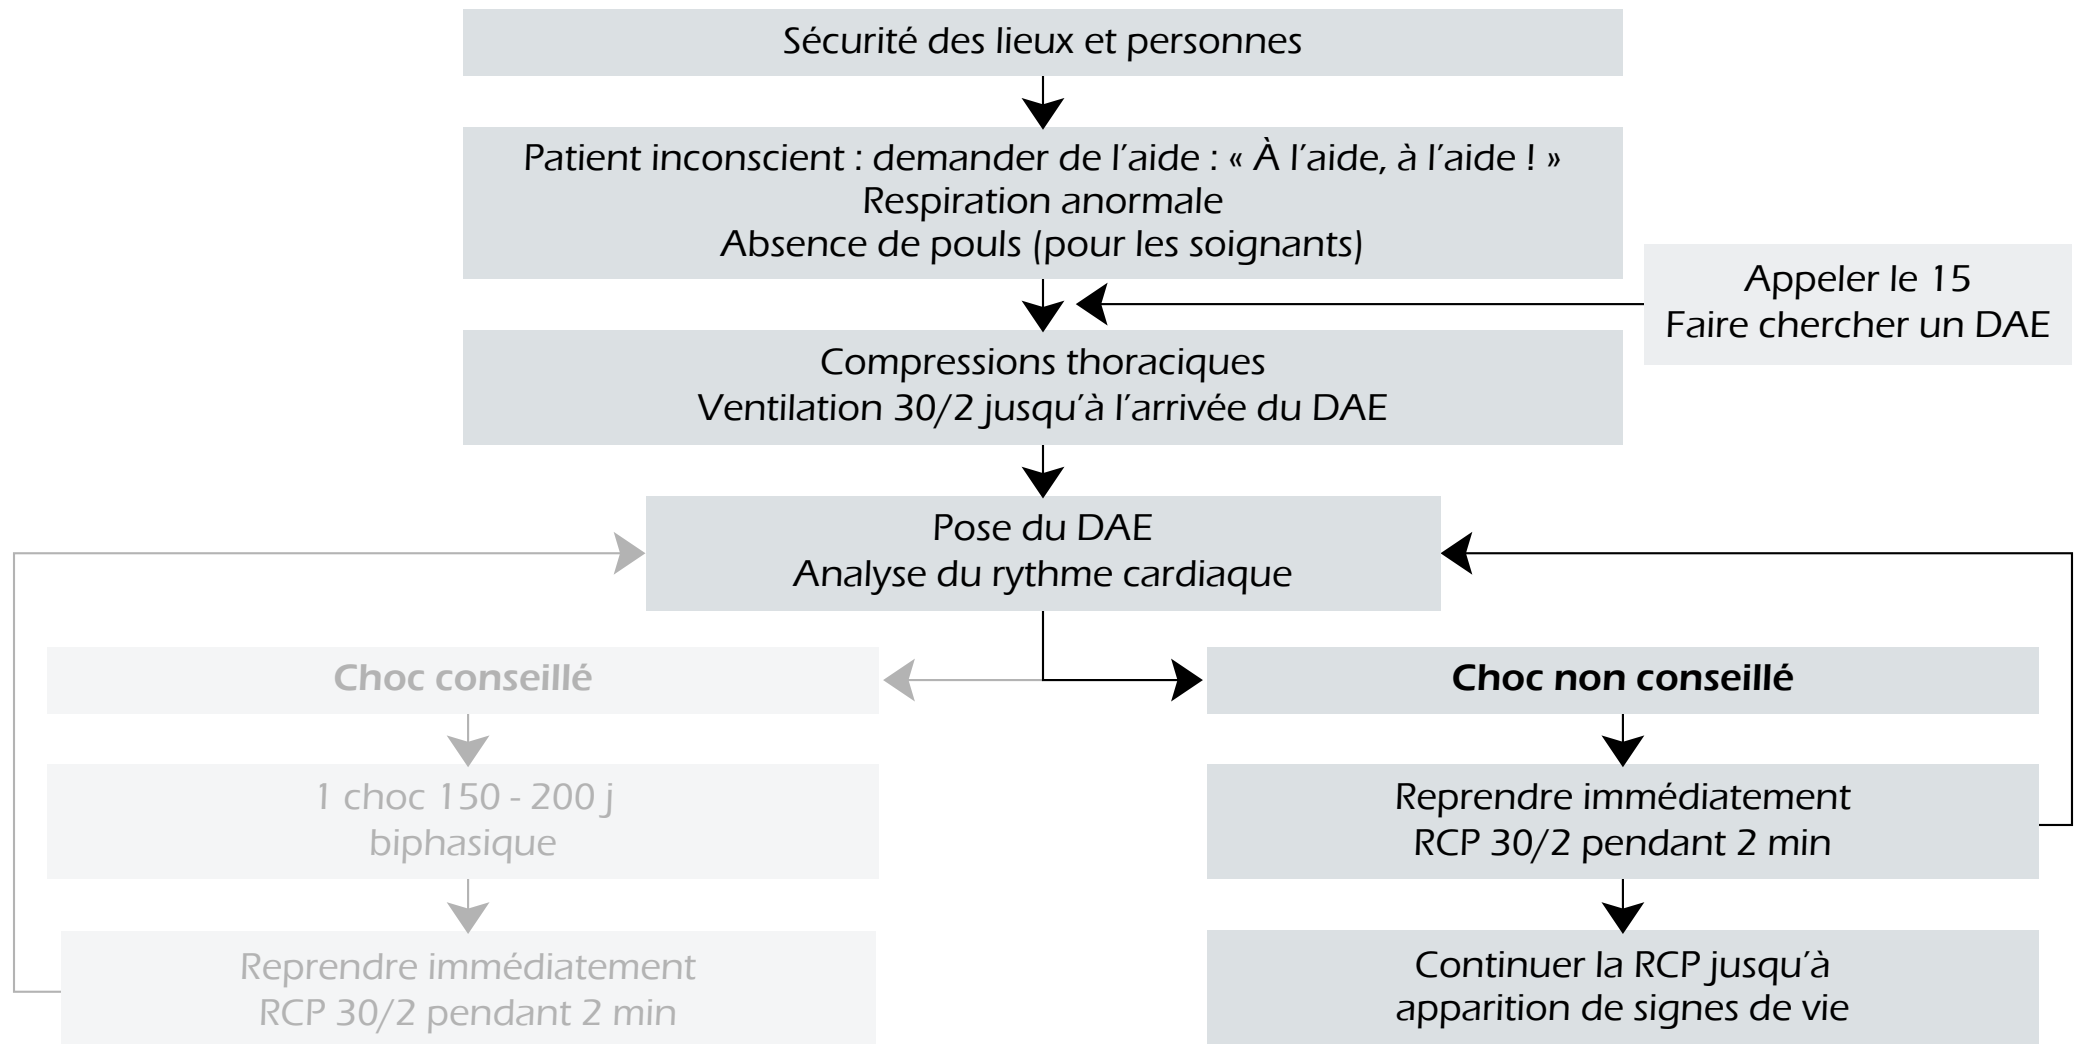 Sécurité des lieux et personnes
Patient inconscient : demander de l’aide : « À l’aide, à l’aide ! »
Respiration anormale
Absence de pouls (pour les soignants)
Appeler le 15
Faire chercher un DAE
Compressions thoraciques
Ventilation 30/2 jusqu’à l’arrivée du DAE
Pose du DAE
Analyse du rythme cardiaque
Choc conseillé
1 choc 150 - 200 j
biphasique
Reprendre immédiatement
RCP 30/2 pendant 2 min
Choc non conseillé
Reprendre immédiatement
RCP 30/2 pendant 2 min
Continuer la RCP jusqu’à
apparition de signes de vie